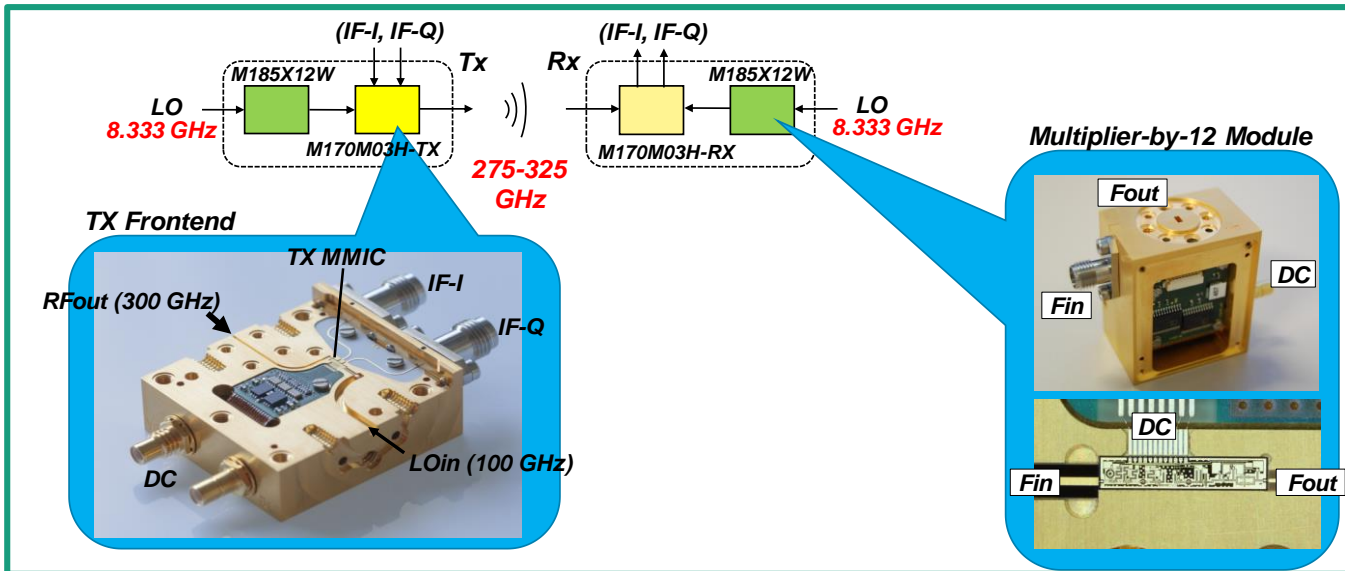 (IF-I, IF-Q)
Tx
M185X12W
LO
8.333 GHz
M170M03H-TX
275-325
GHz
(IF-I, IF-Q)
Rx
M185X12W
LO
8.333 GHz
M170M03H-RX
TX Frontend
TX MMIC
IF-I
RFout (300 GHz)
IF-Q
DC
LOin (100 GHz)
Multiplier-by-12 Module
Fout
DC
Fin
DC
Fin
Fout